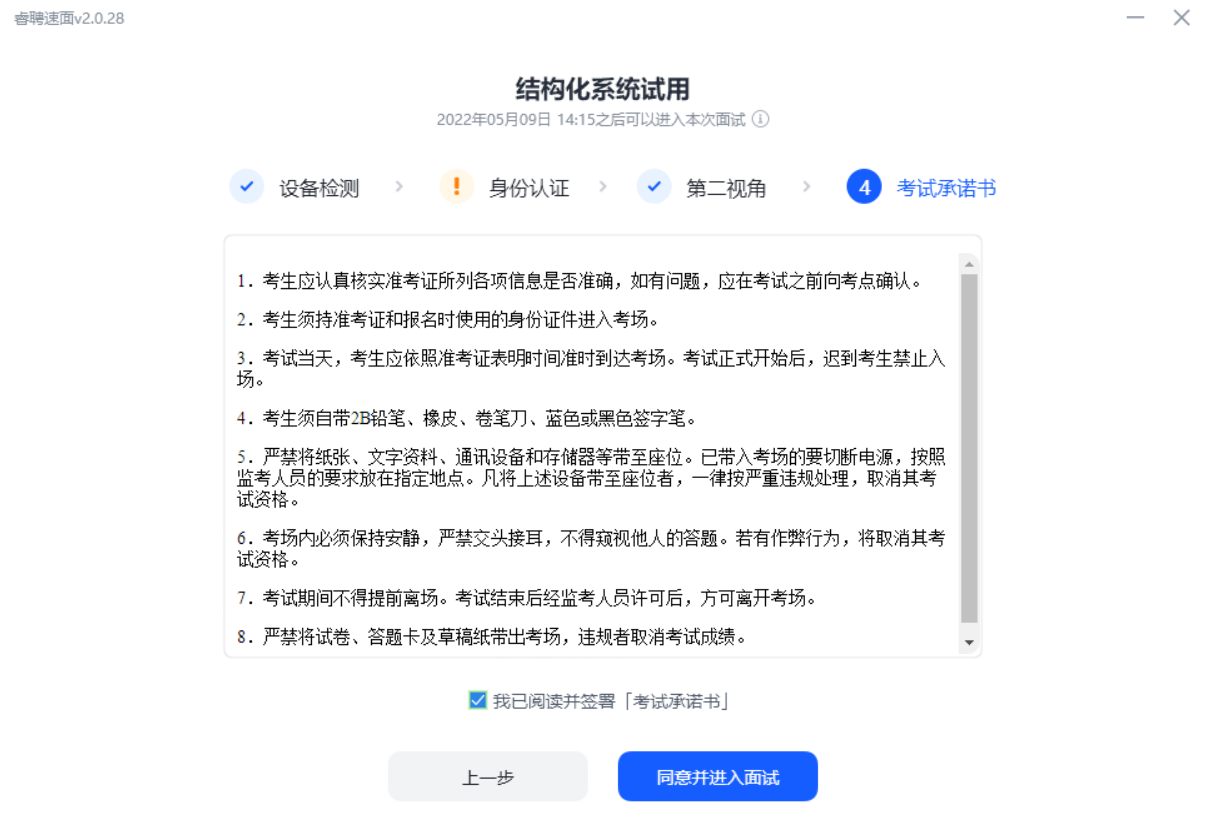 睿聘速面v2.0.28
结构化系统试用
2022年05月09日 14:15之后可以进入本次面试
设备检测 身份认证 第二视角 4 考试承诺书
1. 考生应认真核实准考证所列各项信息是否准确，如有问题，应在考试之前向考点确认。
2. 考生须持准考证和报名时使用的身份证件进入考场。
3. 考试当天，考生应依照准考证表明时间准时到达考场。考试正式开始后，迟到考生禁止入
场。
4. 考生须自带2B铅笔、橡皮、卷笔刀、蓝色或黑色签字笔。
5. 严禁将纸张、文字资料、通讯设备和存储器等带至座位。已带入考场的要切断电源，按照
监考人员的要求放在指定地点。凡将上述设备带至座位者，一律按严重违规处理，取消其考
试资格。
6. 考场内必须保持安静，严禁交头接耳，不得窥视他人的答题。若有作弊行为，将取消其考
试资格。
7. 考试期间不得提前离场。考试结束后经监考人员许可后，方可离开考场。
8. 严禁将试卷、答题卡及草稿纸带出考场，违规者取消考试成绩。
我已阅读并签署「考试承诺书」
上一步 同意并进入面试